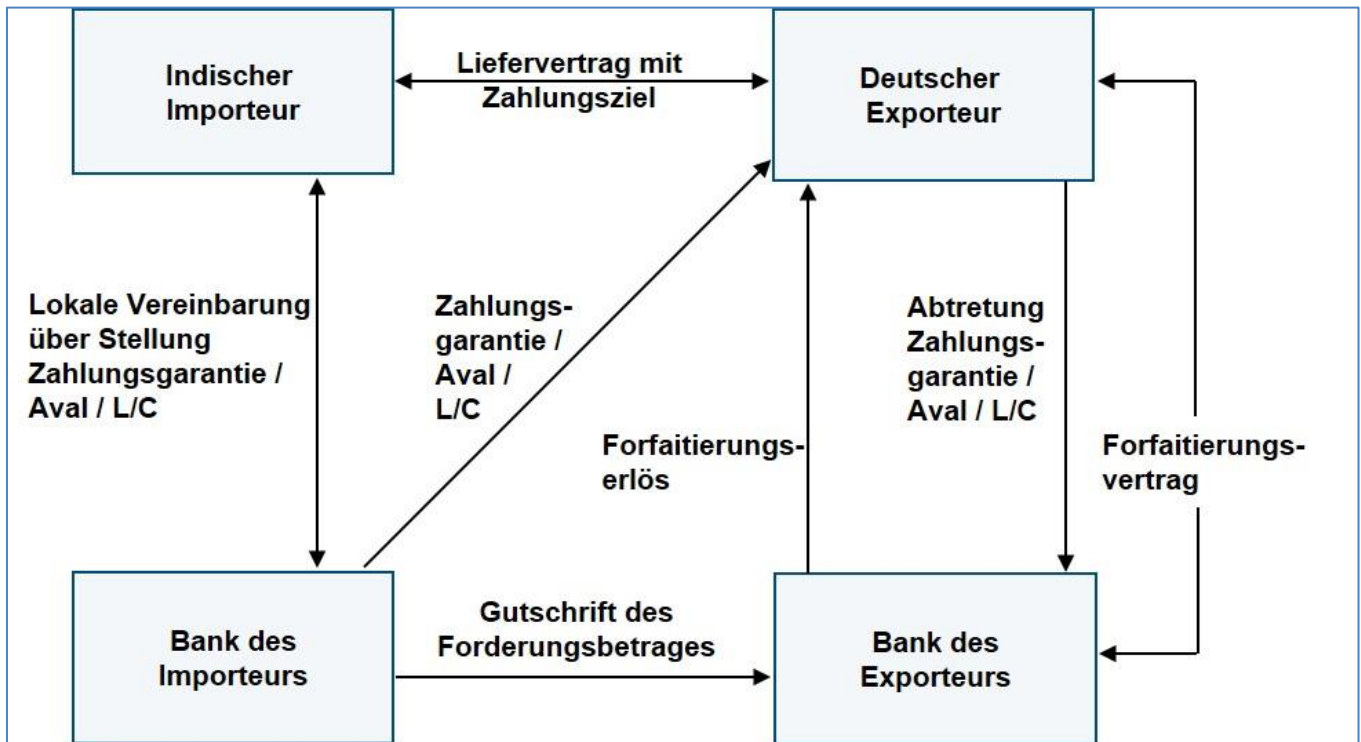 Indischer
Importeur
Liefervertrag mit
Zahlungsziel
Deutscher
Exporteur
Lokale Vereinbarung
über Stellung
Zahlungsgarantie /
Aval / L/C
Zahlungs-
garantie /
Aval /
L/C
Forfaitierungs-
erlös
Abtretung
Zahlungs-
garantie /
Aval / L/C
Forfaitierungs-
vertrag
Bank des
Importeurs
Gutschrift des
Forderungsbetrages
Bank des
Exporteurs